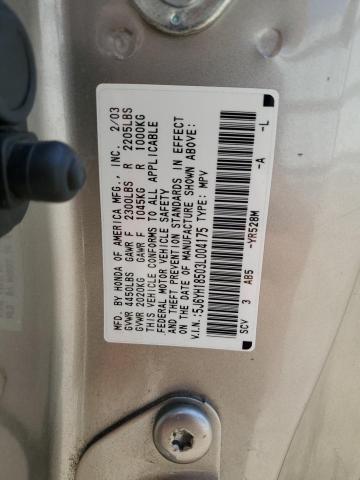 MFD. BY HONDA OF AMERICA MFG., INC. 2/03
GVWR 4450LBS GAWR F 2300LBS R 2205LBS
GVWR 2020KG GAWR F 1045KG R 1000KG
THIS VEHICLE CONFORMS TO ALL APPLICABLE
FEDERAL MOTOR VEHICLE SAFETY
AND THEFT PREVENTION STANDARDS IN EFFECT
ON THE DATE OF MANUFACTURE SHOWN ABOVE.
V.I.N.:5J6YH18503L004175 TYPE: MPV
SCV 3 AB5 -YR528M -A -L